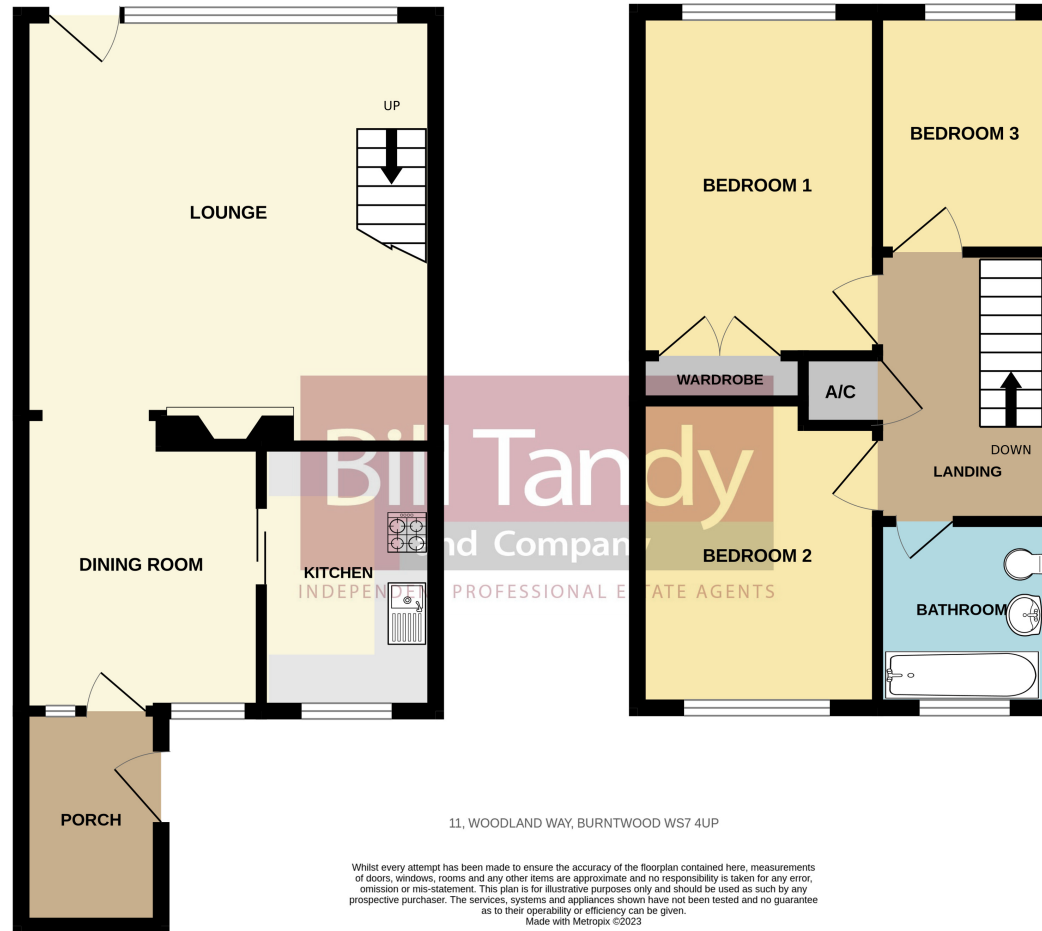 UP
LOUNGE
DINING ROOM
KITCHEN
PORCH
BEDROOM 1
BEDROOM 3
WARDROBE
A/C
DOWN
LANDING
BEDROOM 2
BATHROOM
Bill Tandy
and Company
INDEPENDENT PROFESSIONAL ESTATE AGENTS
11, WOODLAND WAY, BURNTWOOD WS7 4UP
Whilst every attempt has been made to ensure the accuracy of the floorplan contained here, measurements
of doors, windows, rooms and any other items are approximate and no responsibility is taken for any error,
omission or mis-statement. This plan is for illustrative purposes only and should be used as such by any
prospective purchaser. The services, systems and appliances shown have not been tested and no guarantee
as to their operability or efficiency can be given.
Made with Metropix ©2023